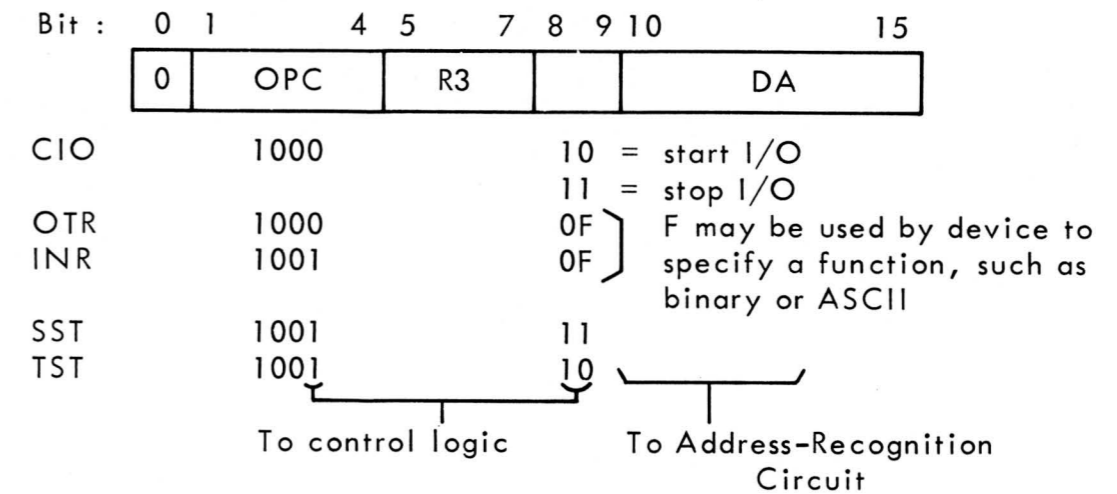 Bit : 0 1 4 5 7 8 9 10 15
0 OPC R3 DA
CIO 1000 10 = start I/O
11 = stop I/O
OTR 1000 0F F may be used by device to
INR 1001 0F specify a function, such as
binary or ASCII
SST 1001 11
TST 1001 10
To control logic To Address-Recognition
Circuit